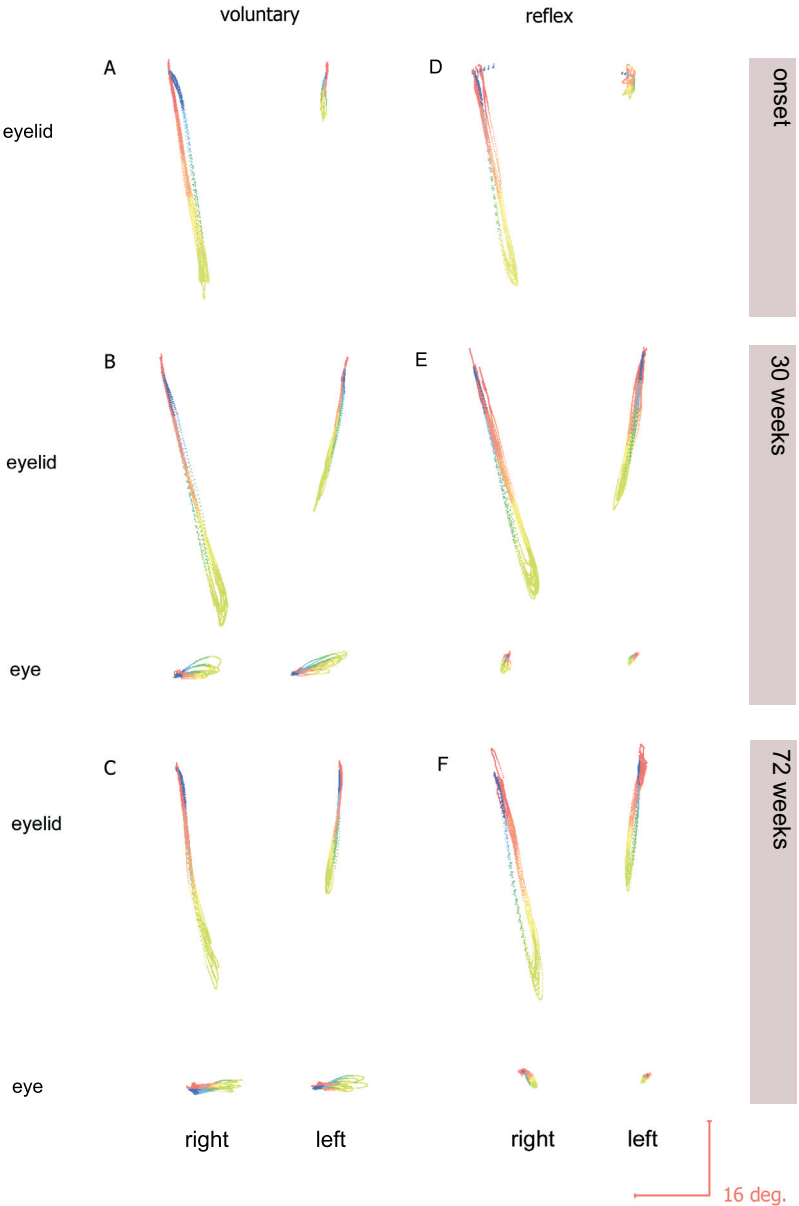 voluntary reflex
A D
onset
eyelid
B E
30 weeks
eyelid
eye
C F
72 weeks
eyelid
eye
right left right left
16 deg.